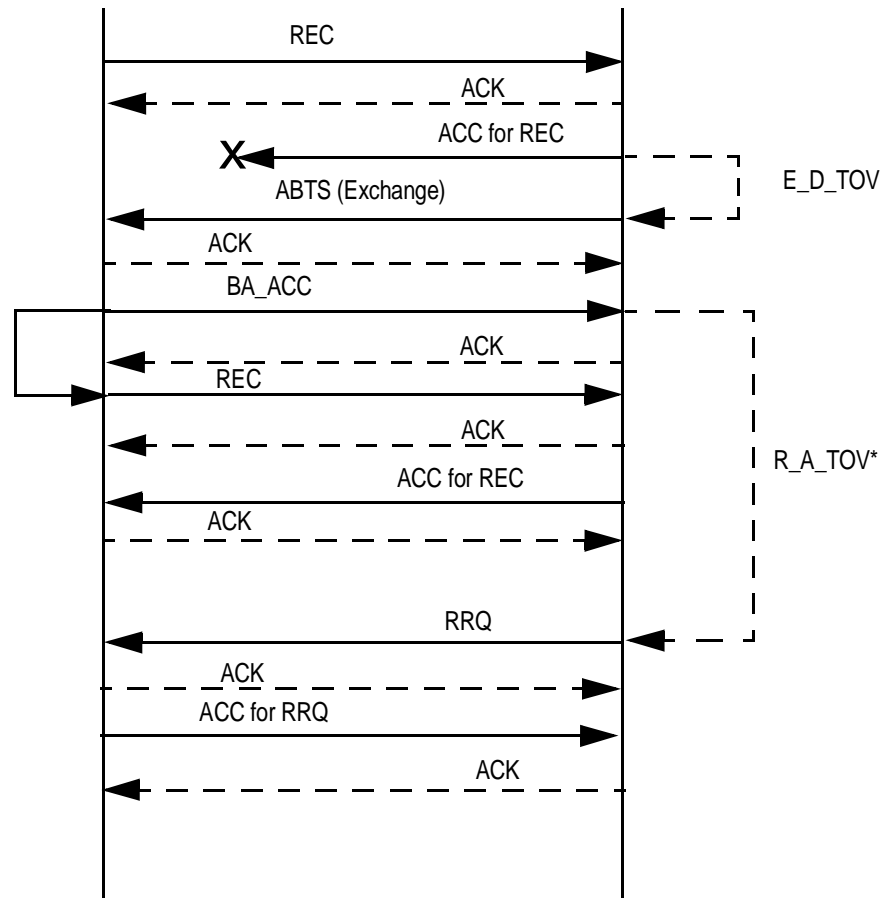 REC
ACK
ACC for REC
X
E_D_TOV
ABTS (Exchange)
ACK
BA_ACC
ACK
REC
ACK
R_A_TOV*
ACC for REC
ACK
RRQ
ACK
ACC for RRQ
ACK